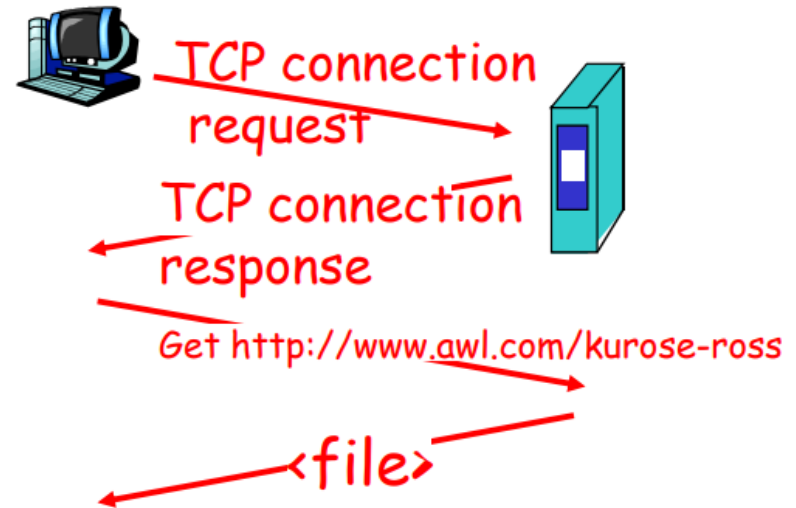 TCP connection
request
TCP connection
response
Get http://www.awl.com/kurose-ross
<file>